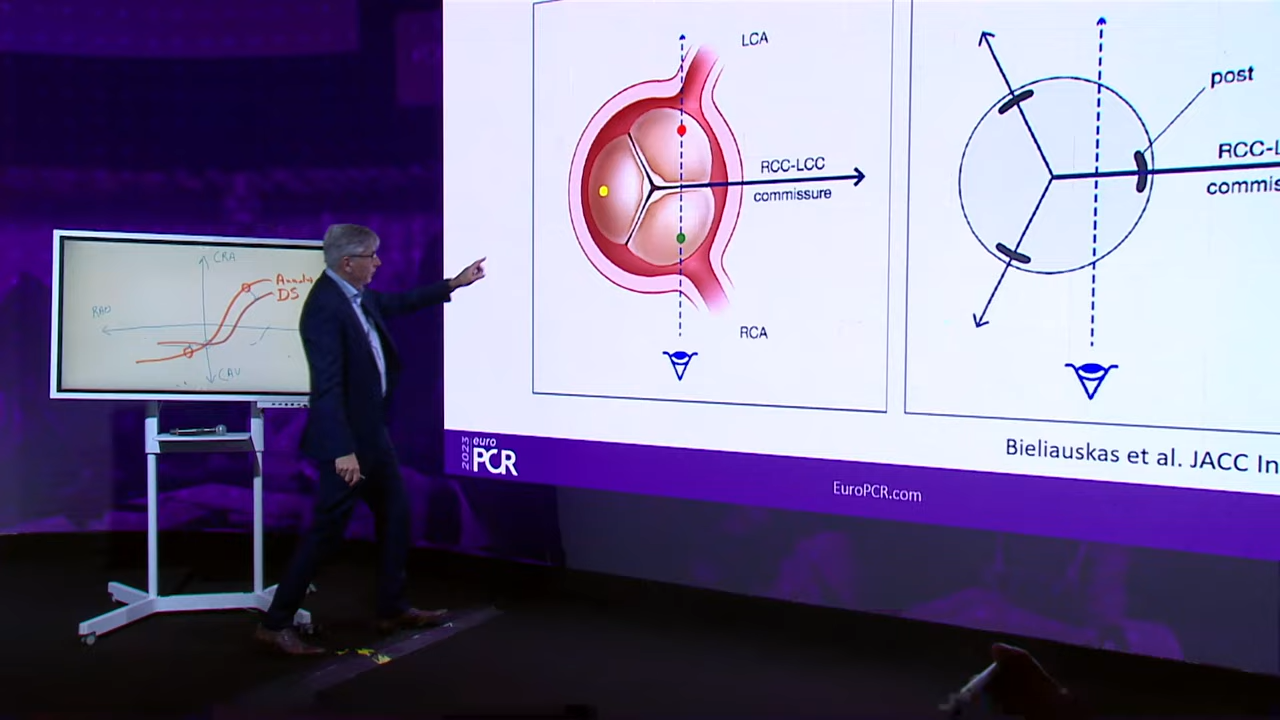 CRA
RAO
DS
CAU
LCA
RCC-LCC
commissure
RCA
post
RCC-L
commis
Bieliauskas et al. JACC In
2023
euro
PCR
EuroPCR.com